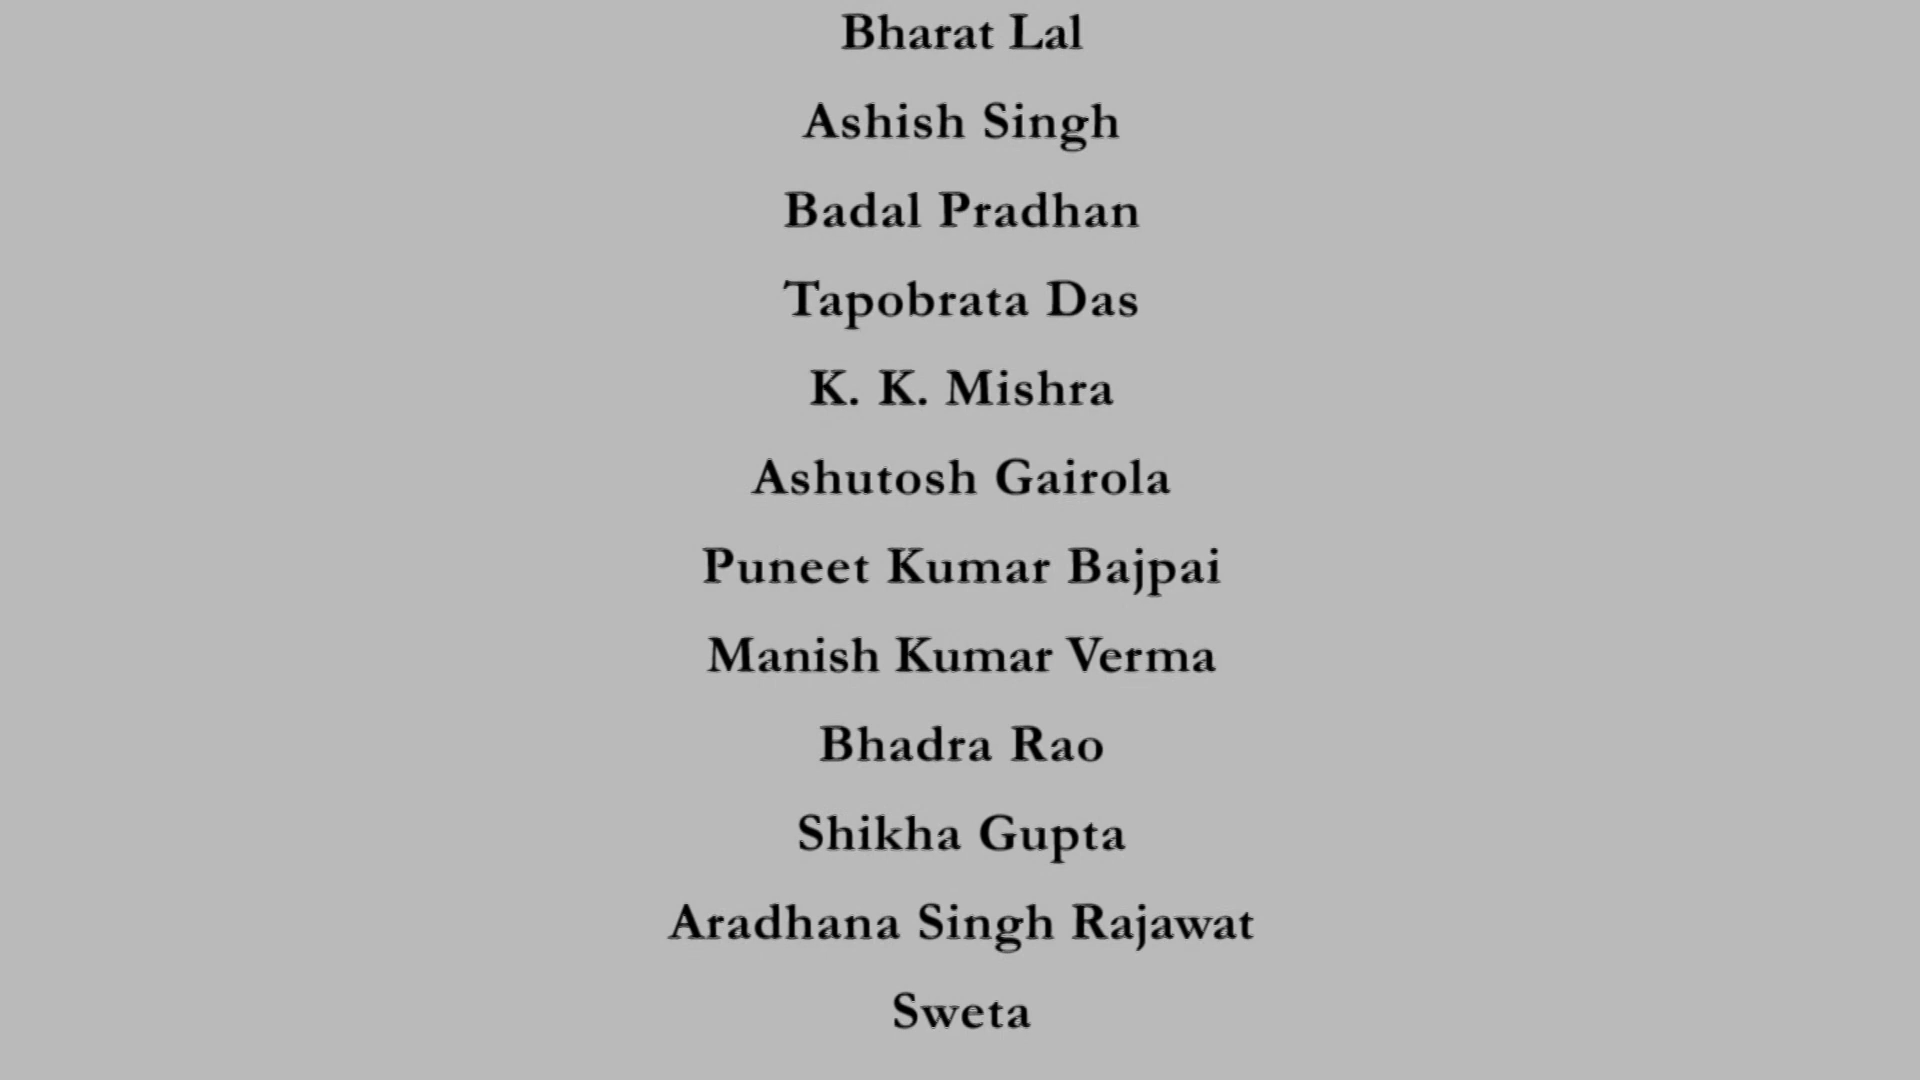 Bharat Lal
Ashish Singh
Badal Pradhan
Tapobrata Das
K. K. Mishra
Ashutosh Gairola
Puneet Kumar Bajpai
Manish Kumar Verma
Bhadra Rao
Shikha Gupta
Aradhana Singh Rajawat
Sweta